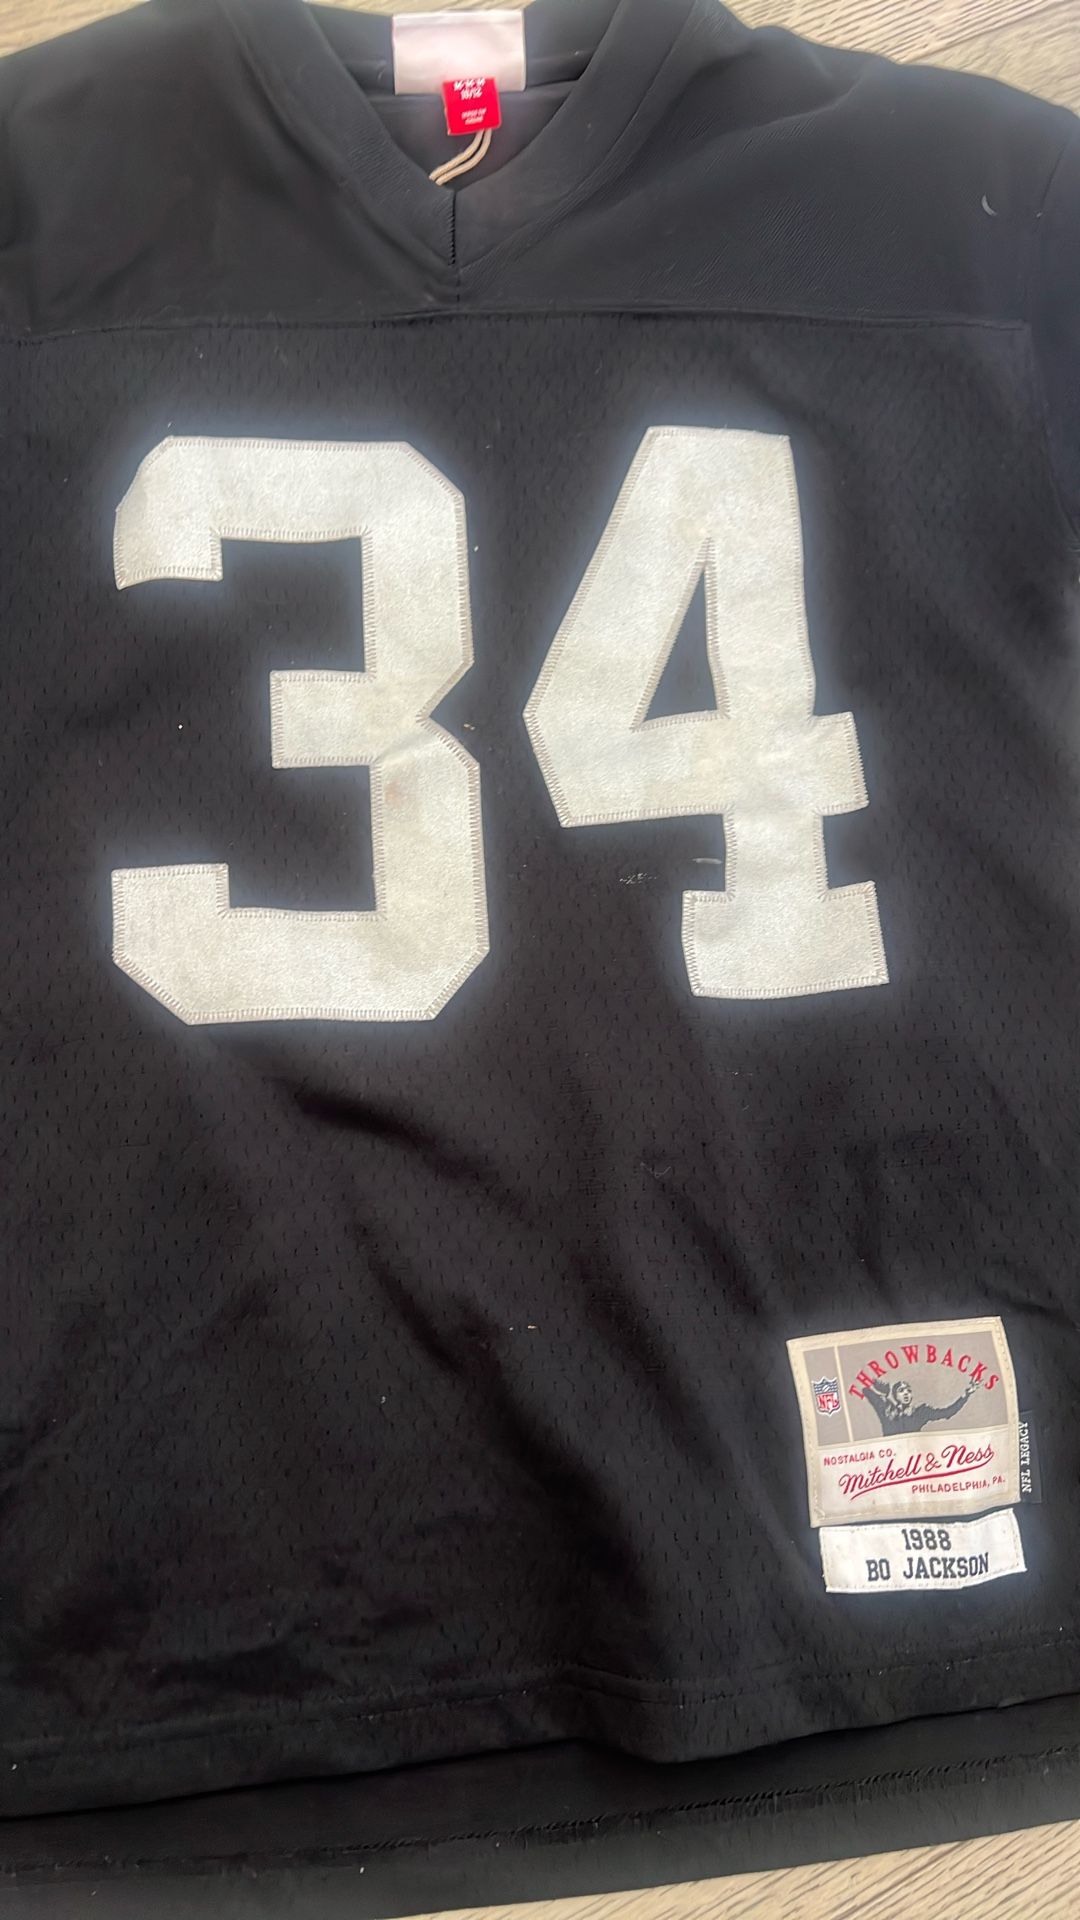 34
THROWBACKS
NFL
NOSTALGIA CO.
Mitchell & Ness
PHILADELPHIA, PA.
NFL LEGACY
1988
BO JACKSON